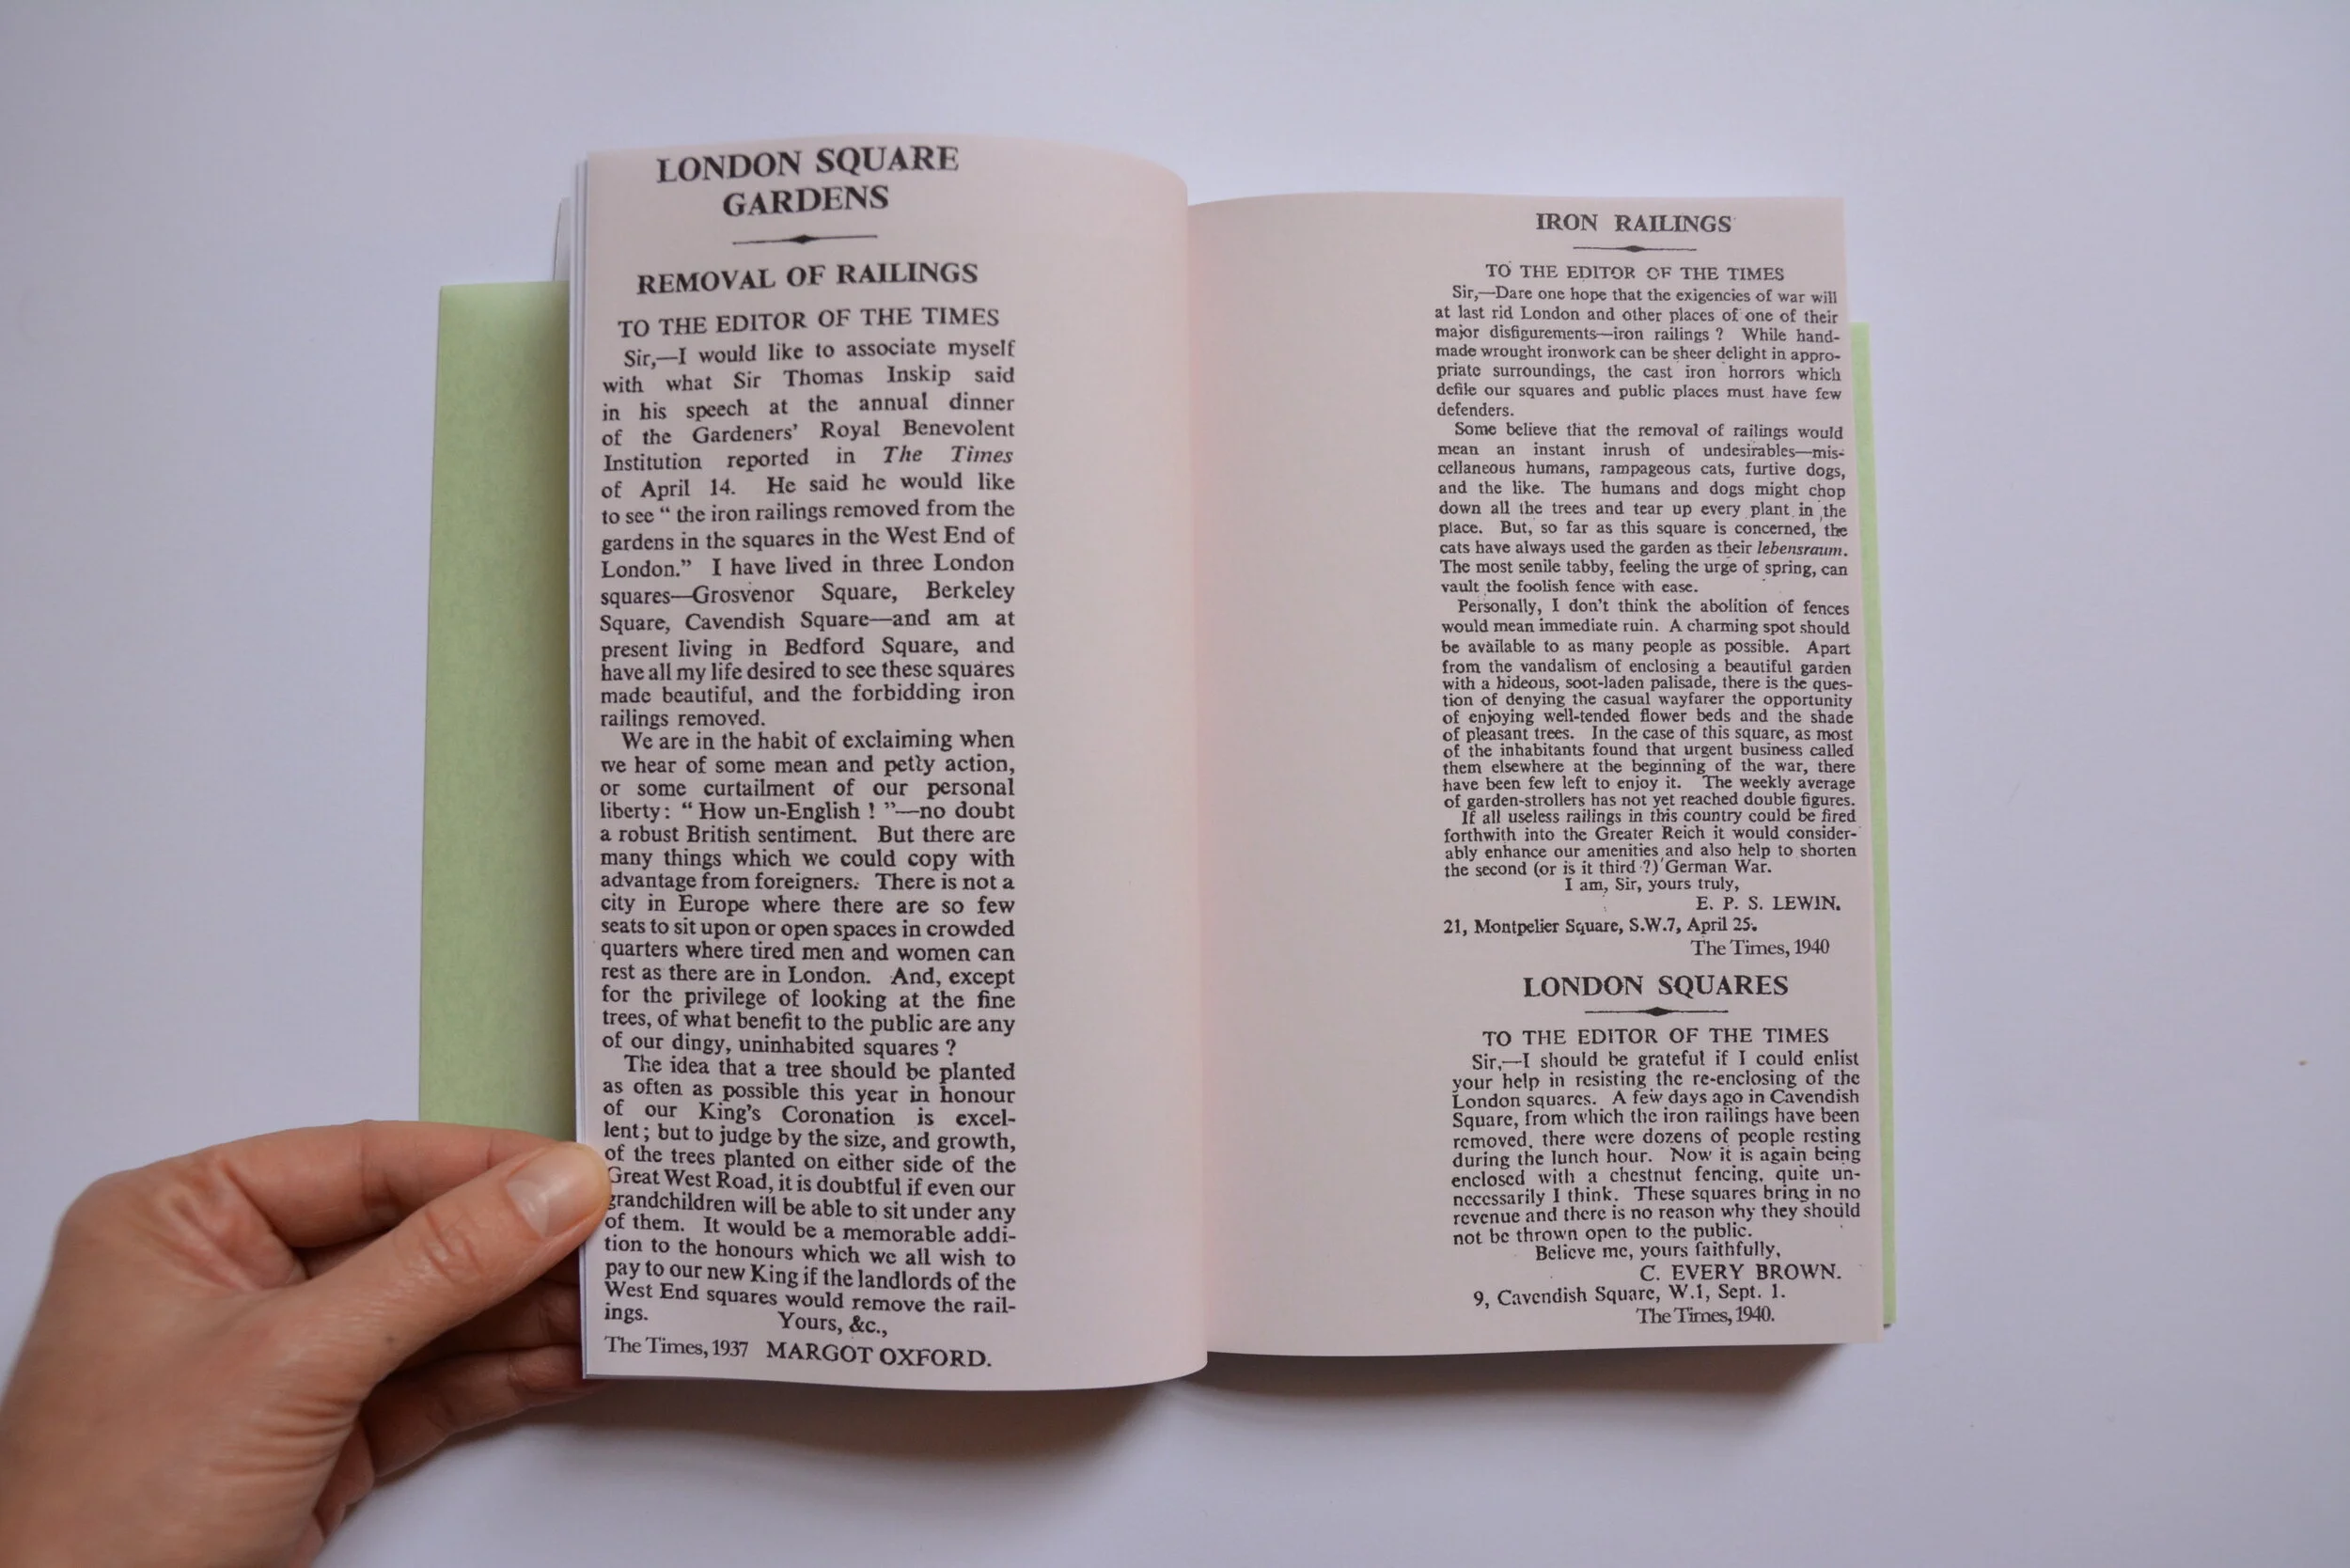 LONDON SQUARE
GARDENS
REMOVAL OF RAILINGS
TO THE EDITOR OF THE TIMES
Sir,—I would like to associate myself
with what Sir Thomas Inskip said
in his speech at the annual dinner
of the Gardeners' Royal Benevolent
Institution reported in The Times
of April 14. He said he would like
to see “ the iron railings removed from the
gardens in the squares in the West End of
London.” I have lived in three London
squares—Grosvenor Square, Berkeley
Square, Cavendish Square—and am at
present living in Bedford Square, and
have all my life desired to see these squares
made beautiful, and the forbidding iron
railings removed.
We are in the habit of exclaiming when
we hear of some mean and petty action,
or some curtailment of our personal
liberty: “ How un-English ! ”—no doubt
a robust British sentiment. But there are
many things which we could copy with
advantage from foreigners. There is not a
city in Europe where there are so few
seats to sit upon or open spaces in crowded
quarters where tired men and women can
rest as there are in London. And, except
for the privilege of looking at the fine
trees, of what benefit to the public are any
of our dingy, uninhabited squares ?
The idea that a tree should be planted
as often as possible this year in honour
of our King's Coronation is excel-
lent ; but to judge by the size, and growth,
of the trees planted on either side of the
Great West Road, it is doubtful if even our
grandchildren will be able to sit under any
of them. It would be a memorable addi-
tion to the honours which we all wish to
pay to our new King if the landlords of the
West End squares would remove the rail-
ings. Yours, &c.,
The Times, 1937 MARGOT OXFORD.
IRON RAILINGS
TO THE EDITOR OF THE TIMES
Sir,—Dare one hope that the exigencies of war will
at last rid London and other places of one of their
major disfigurements—iron railings ? While hand-
made wrought ironwork can be sheer delight in appro-
priate surroundings, the cast iron horrors which
defile our squares and public places must have few
defenders.
Some believe that the removal of railings would
mean an instant inrush of undesirables—mis-
cellaneous humans, rampageous cats, furtive dogs,
and the like. The humans and dogs might chop
down all the trees and tear up every plant in the
place. But, so far as this square is concerned, the
cats have always used the garden as their lebensraum.
The most senile tabby, feeling the urge of spring, can
vault the foolish fence with ease.
Personally, I don't think the abolition of fences
would mean immediate ruin. A charming spot should
be available to as many people as possible. Apart
from the vandalism of enclosing a beautiful garden
with a hideous, soot-laden palisade, there is the ques-
tion of denying the casual wayfarer the opportunity
of enjoying well-tended flower beds and the shade
of pleasant trees. In the case of this square, as most
of the inhabitants found that urgent business called
them elsewhere at the beginning of the war, there
have been few left to enjoy it. The weekly average
of garden-strollers has not yet reached double figures.
If all useless railings in this country could be fired
forthwith into the Greater Reich it would consider-
ably enhance our amenities and also help to shorten
the second (or is it third ?) German War.
I am, Sir, yours truly,
E. P. S. LEWIN.
21, Montpelier Square, S.W.7, April 25.
The Times, 1940
LONDON SQUARES
TO THE EDITOR OF THE TIMES
Sir,—I should be grateful if I could enlist
your help in resisting the re-enclosing of the
London squares. A few days ago in Cavendish
Square, from which the iron railings have been
removed, there were dozens of people resting
during the lunch hour. Now it is again being
enclosed with a chestnut fencing, quite un-
necessarily I think. These squares bring in no
revenue and there is no reason why they should
not be thrown open to the public.
Believe me, yours faithfully,
C. EVERY BROWN.
9, Cavendish Square, W.1, Sept. 1.
The Times, 1940.